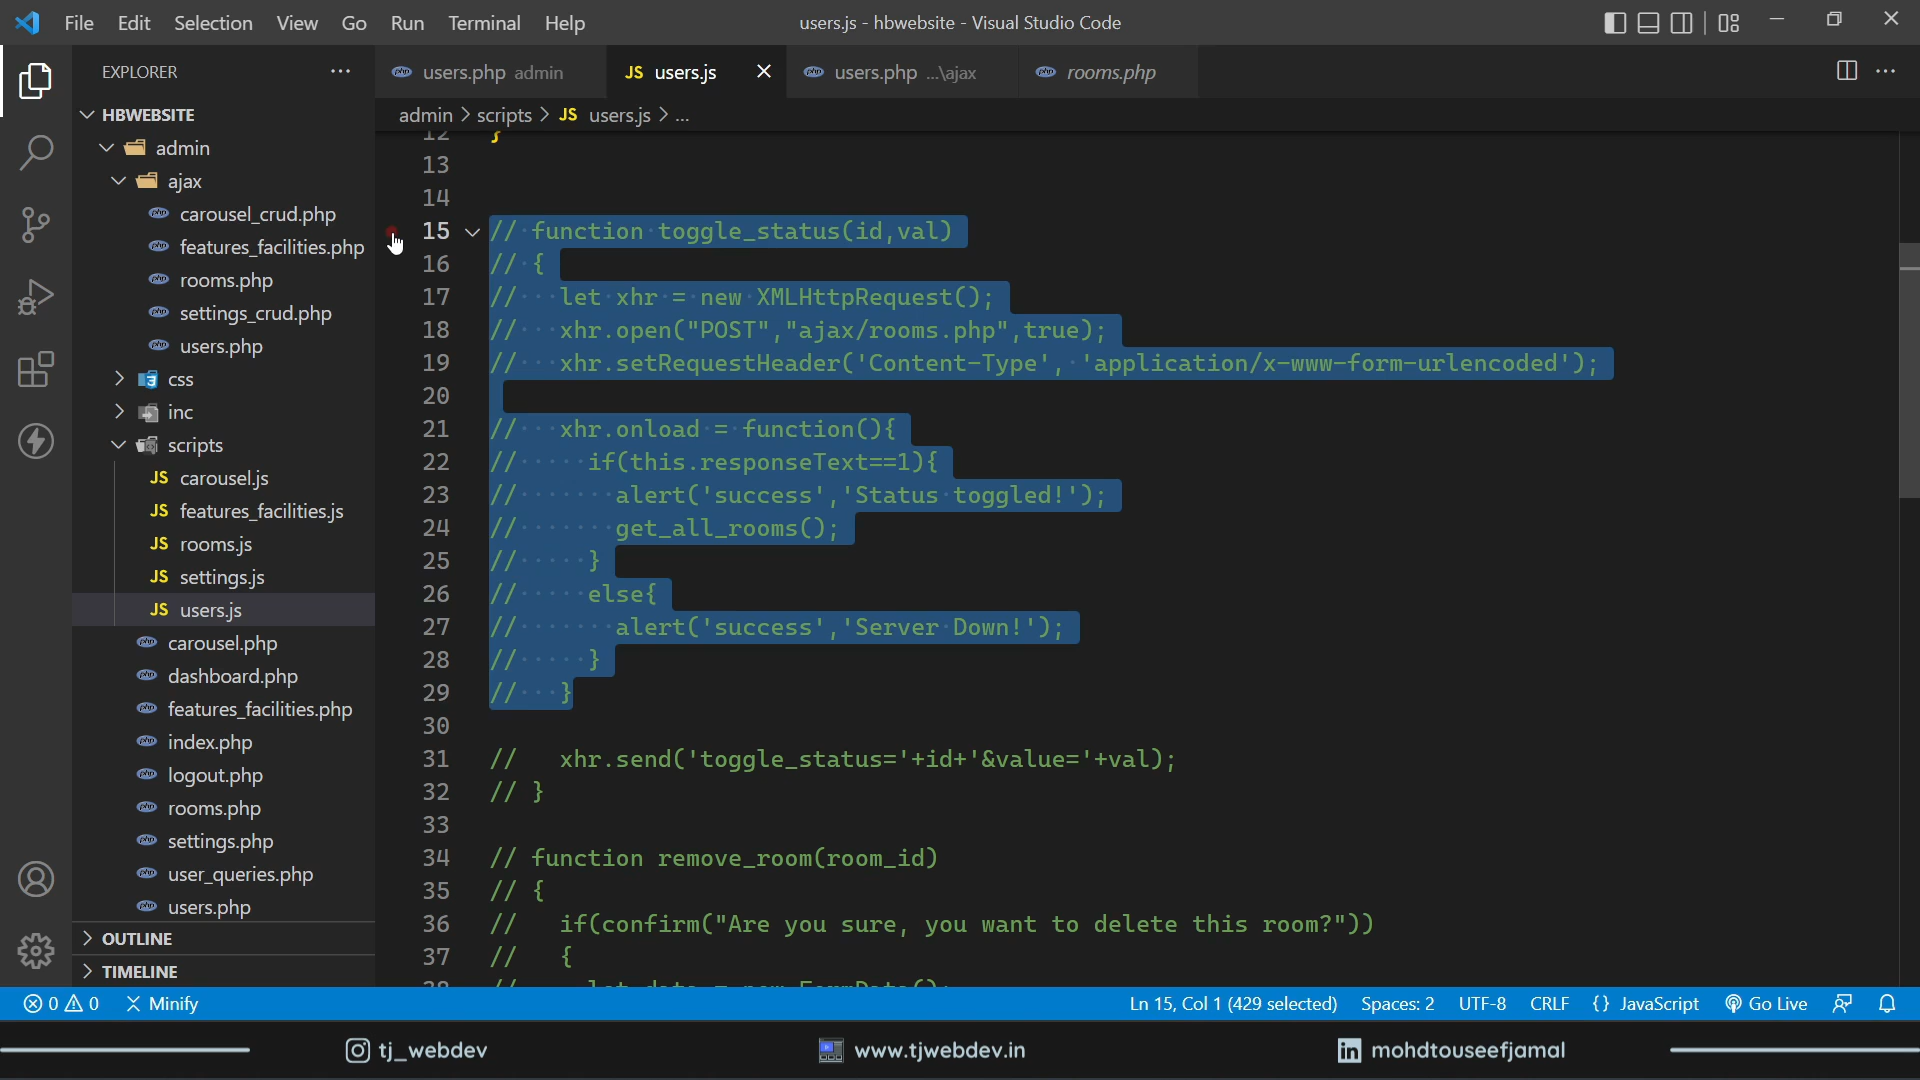 File Edit Selection View Go Run Terminal Help
users.js - hbwebsite - Visual Studio Code
EXPLORER
users.php admin
JS users.js
users.php ...\ajax
rooms.php
admin > scripts > JS users.js > ...
HBWEBSITE
admin
ajax
carousel_crud.php
features_facilities.php
rooms.php
settings_crud.php
users.php
css
inc
scripts
JS carousel.js
JS features_facilities.js
JS rooms.js
JS settings.js
JS users.js
carousel.php
dashboard.php
features_facilities.php
index.php
logout.php
rooms.php
settings.php
user_queries.php
users.php
OUTLINE
TIMELINE
12 }
13
14
15 // function toggle_status(id,val)
16 // {
17 //   let xhr = new XMLHttpRequest();
18 //   xhr.open("POST","ajax/rooms.php",true);
19 //   xhr.setRequestHeader('Content-Type', 'application/x-www-form-urlencoded');
20
21 //   xhr.onload = function(){
22 //     if(this.responseText==1){
23 //       alert('success','Status toggled!');
24 //       get_all_rooms();
25 //     }
26 //     else{
27 //       alert('success','Server Down!');
28 //     }
29 //   }
30
31 //   xhr.send('toggle_status='+id+'&value='+val);
32 // }
33
34 // function remove_room(room_id)
35 // {
36 //   if(confirm("Are you sure, you want to delete this room?"))
37 //   {
38 //     let data = new FormData();
0 0 Minify
Ln 15, Col 1 (429 selected) Spaces: 2 UTF-8 CRLF {} JavaScript Go Live
tj_webdev
www.tjwebdev.in
in mohdtouseefjamal